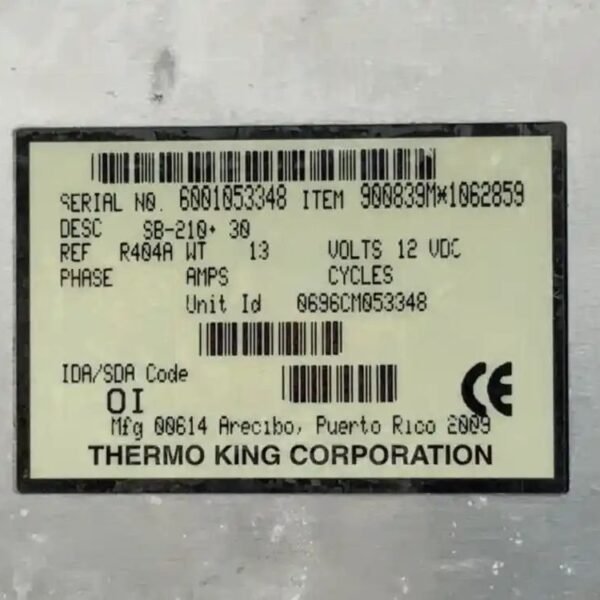 SERIAL NO. 6001053348 ITEM 900839M*1062859
DESC SB-210+ 30
REF R404A WT 13 VOLTS 12 VDC
PHASE AMPS CYCLES
Unit Id 0696CM053348
IDA/SDA Code
OI
CE
Mfg 00614 Arecibo, Puerto Rico 2009
THERMO KING CORPORATION